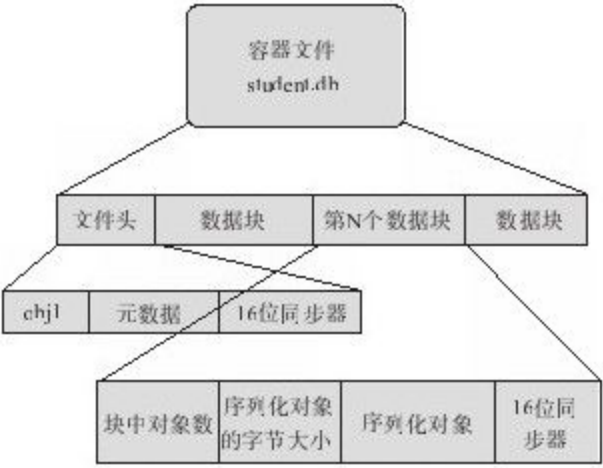 容器文件
student.db
文件头
数据块
第N个数据块
数据块
obj1
元数据
16位同步器
块中对象数
序列化对象
的字节大小
序列化对象
16位同
步器